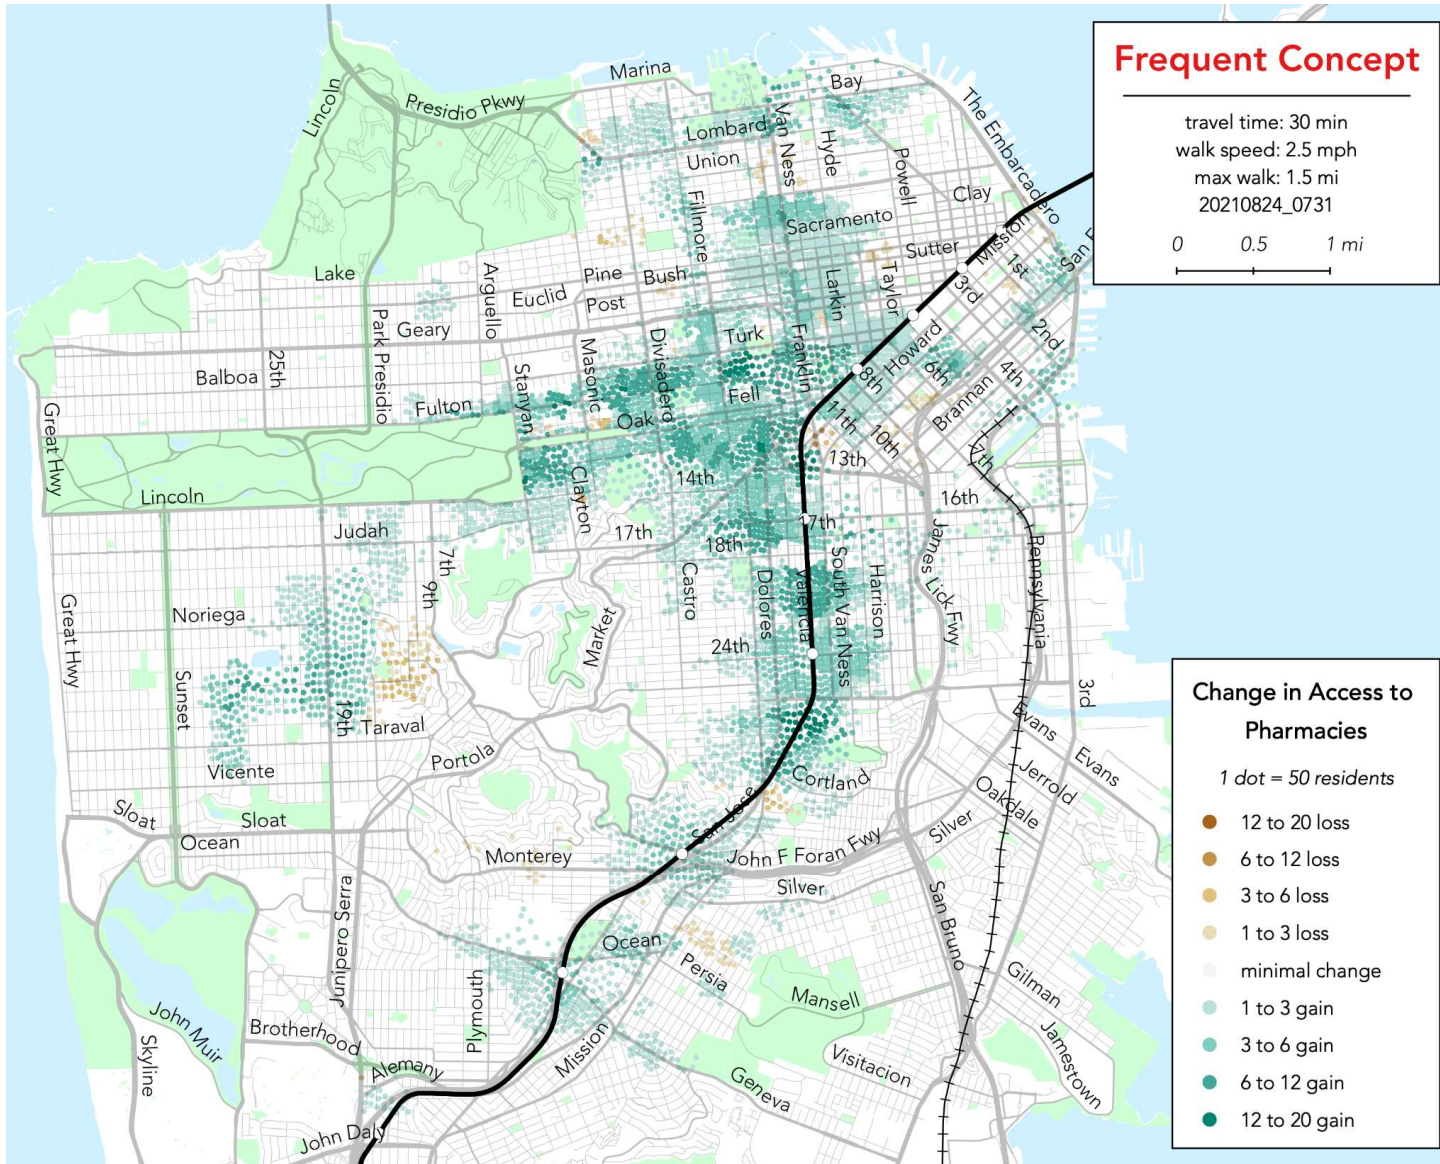 Frequent Concept
travel time: 30 min
walk speed: 2.5 mph
max walk: 1.5 mi
20210824_0731
0 0.5 1 mi
Marina
Bay
Presidio Pkwy
Lincoln
The Embarcadero
Lombard
Van Ness
Union
Hyde
Powell
Clay
Fillmore
Sacramento
Mission
Sutter
San F
1st
Lake
Arguello
Pine
Bush
Larkin
Taylor
3rd
Euclid
Post
Geary
Park Presidio
Turk
Franklin
Howard
2nd
Divisadero
Masonic
Stanyan
25th
Balboa
8th
6th
4th
Fell
Brannan
Fulton
Oak
11th
10th
Great Hwy
13th
7th
14th
Clayton
Lincoln
16th
Judah
17th
17th
18th
7th
9th
South Van Ness
James Lick Fwy
Pennsylvania
Castro
Dolores
Valencia
Harrison
Great Hwy
Noriega
Market
24th
Sunset
19th
Taraval
3rd
Evans
Portola
Vicente
Cortland
Evans
Jerrold
Oakdale
San Jose
Sloat
Sloat
Silver
Ocean
Monterey
John F Foran Fwy
Silver
Junipero Serra
San Bruno
Ocean
Persia
Plymouth
Mansell
Gilman
John Muir
Brotherhood
Skyline
Mission
Jamestown
Visitacion
Alemany
Geneva
John Daly
Change in Access to
Pharmacies
1 dot = 50 residents
12 to 20 loss
6 to 12 loss
3 to 6 loss
1 to 3 loss
minimal change
1 to 3 gain
3 to 6 gain
6 to 12 gain
12 to 20 gain